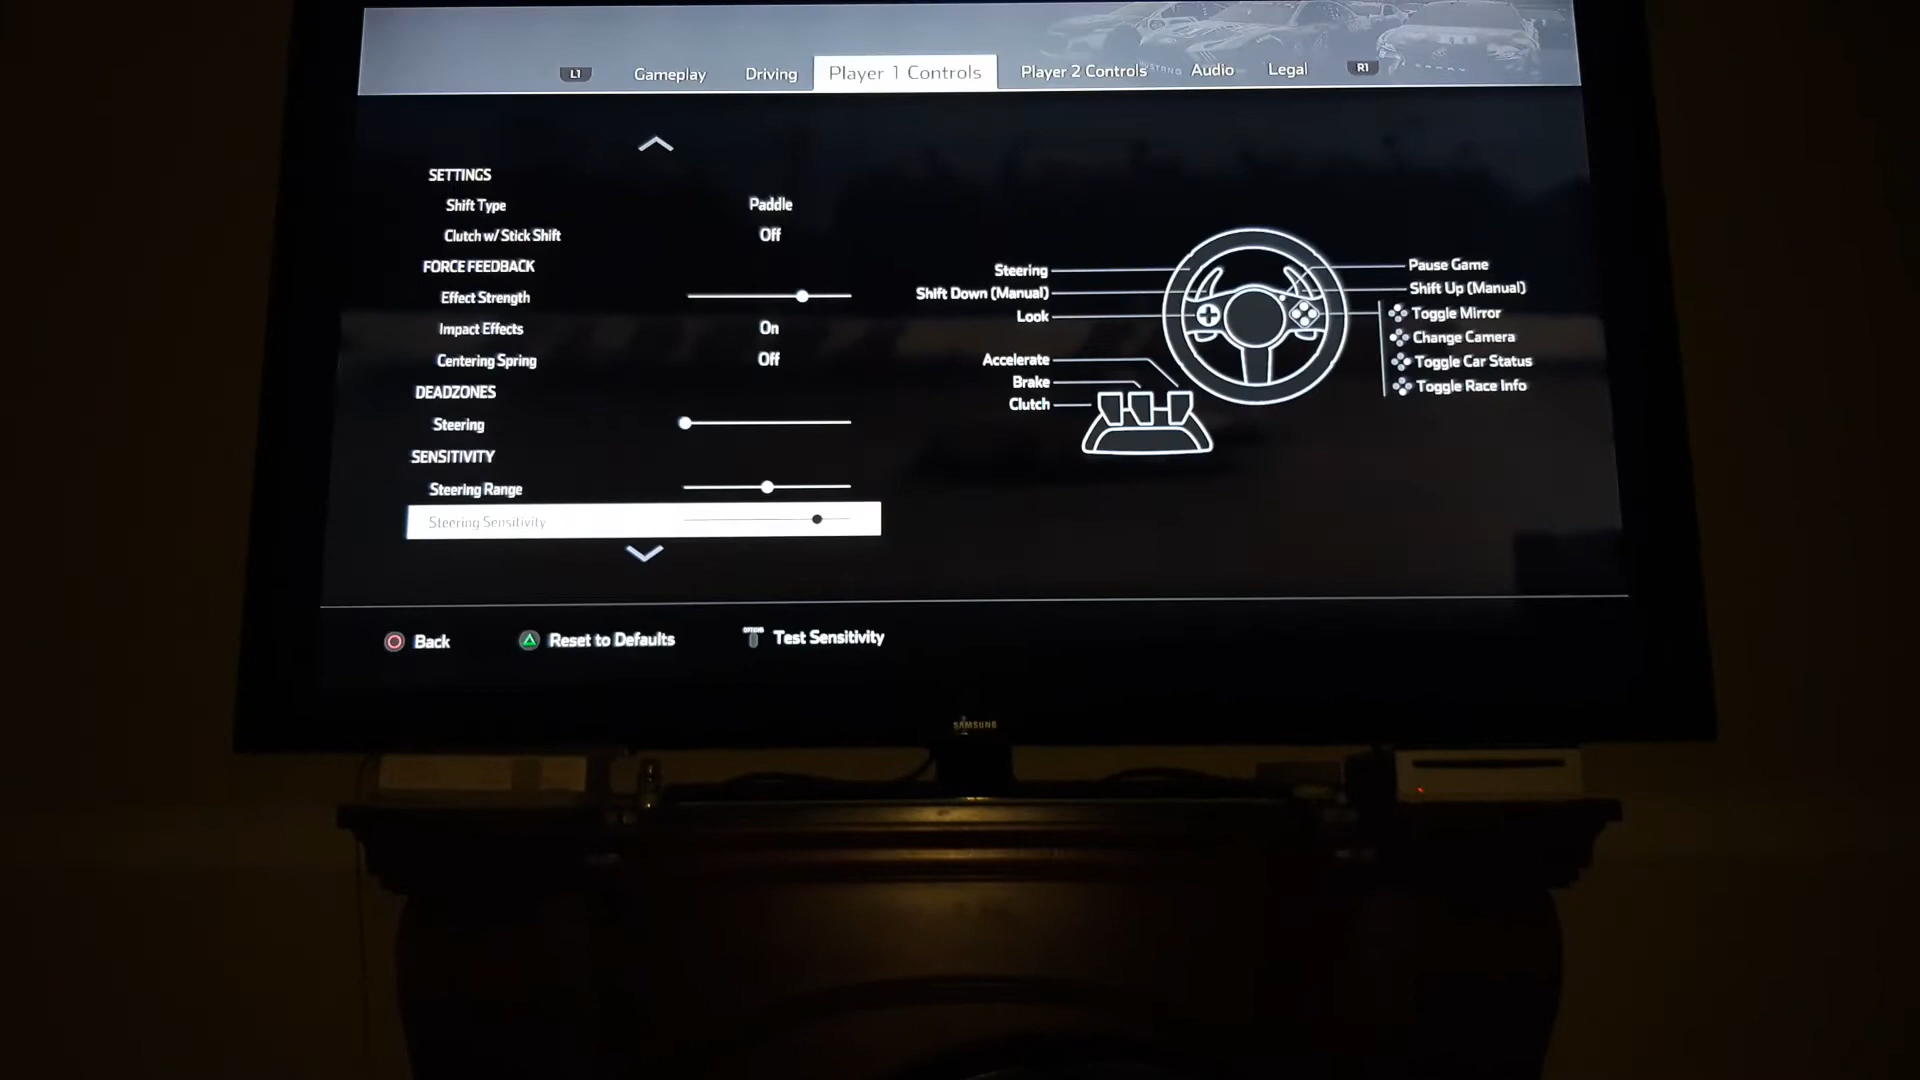 L1 Gameplay Driving Player 1 Controls Player 2 Controls Audio Legal R1
MUSTANG
SETTINGS
Shift Type Paddle
Clutch w/ Stick Shift Off
FORCE FEEDBACK
Effect Strength
Impact Effects On
Centering Spring Off
DEADZONES
Steering
SENSITIVITY
Steering Range
Steering Sensitivity
Steering
Shift Down (Manual)
Look
Accelerate
Brake
Clutch
Pause Game
Shift Up (Manual)
Toggle Mirror
Change Camera
Toggle Car Status
Toggle Race Info
Back Reset to Defaults OPTIONS Test Sensitivity
SAMSUNG